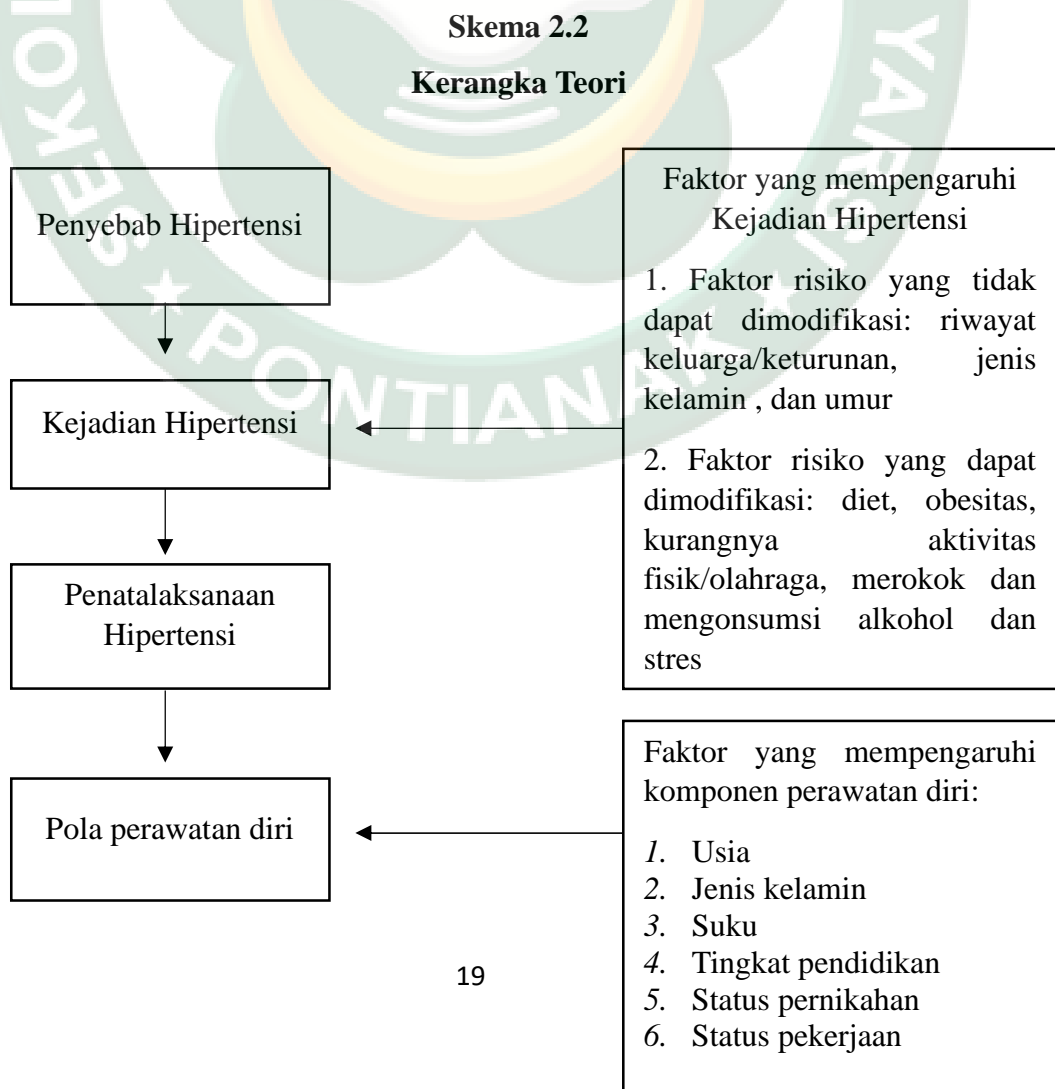 Skema 2.2
Kerangka Teori
Penyebab Hipertensi
Kejadian Hipertensi
Penatalaksanaan
Hipertensi
Pola perawatan diri
Faktor yang mempengaruhi
Kejadian Hipertensi
1. Faktor risiko yang tidak
dapat dimodifikasi: riwayat
keluarga/keturunan, jenis
kelamin , dan umur
2. Faktor risiko yang dapat
dimodifikasi: diet, obesitas,
kurangnya aktivitas
fisik/olahraga, merokok dan
mengonsumsi alkohol dan
stres
Faktor yang mempengaruhi
komponen perawatan diri:
1. Usia
2. Jenis kelamin
3. Suku
4. Tingkat pendidikan
5. Status pernikahan
6. Status pekerjaan
19
PONTIANAK
YARSI